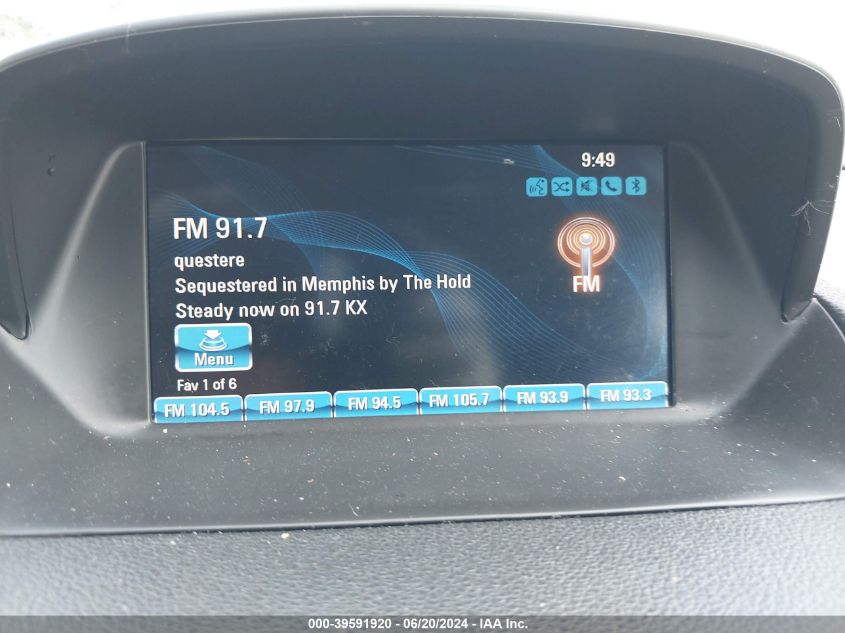 9:49
FM 91.7
questere
Sequestered in Memphis by The Hold
Steady now on 91.7 KX
FM
Menu
Fav 1 of 6
FM 104.5 FM 97.9 FM 94.5 FM 105.7 FM 93.9 FM 93.3
000-39591920 - 06/20/2024 - IAA Inc.